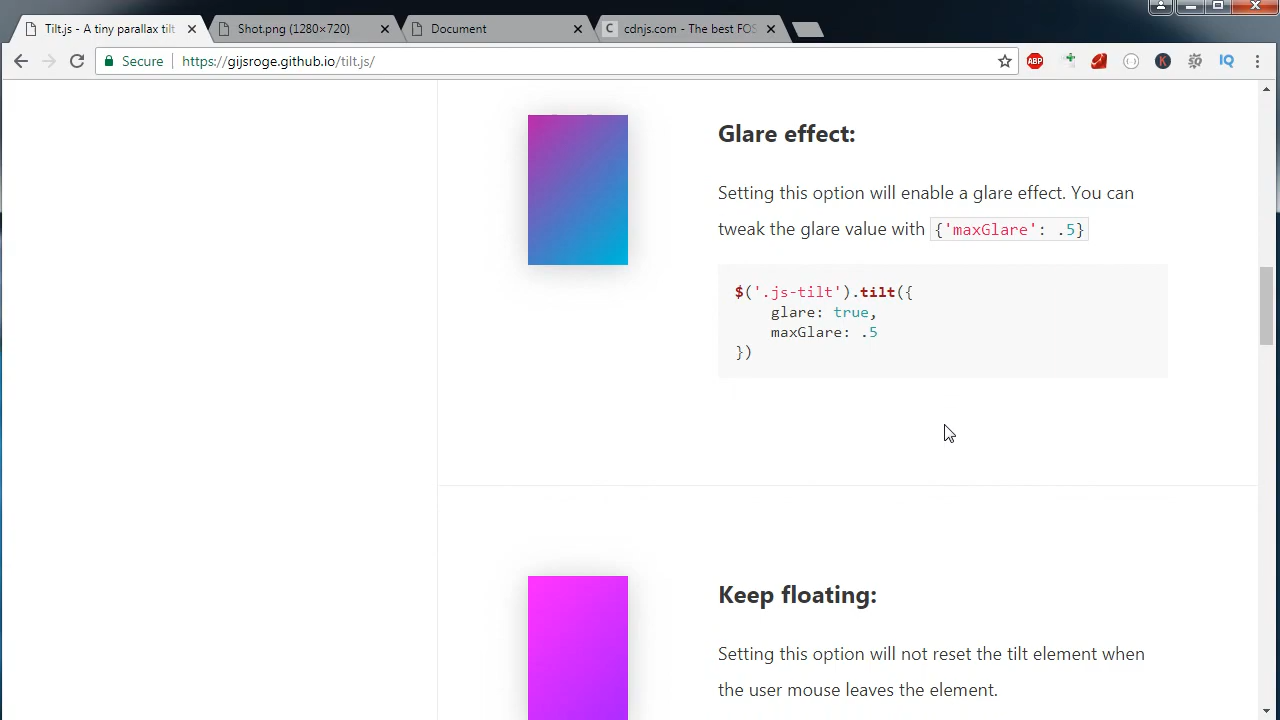 Tilt.js - A tiny parallax tilt
Shot.png (1280×720)
Document
C cdnjs.com - The best FOS
Secure https://gijsroge.github.io/tilt.js/
ABP
K
IQ
Glare effect:
Setting this option will enable a glare effect. You can
tweak the glare value with {'maxGlare': .5}
$('.js-tilt').tilt({
glare: true,
maxGlare: .5
})
Keep floating:
Setting this option will not reset the tilt element when
the user mouse leaves the element.